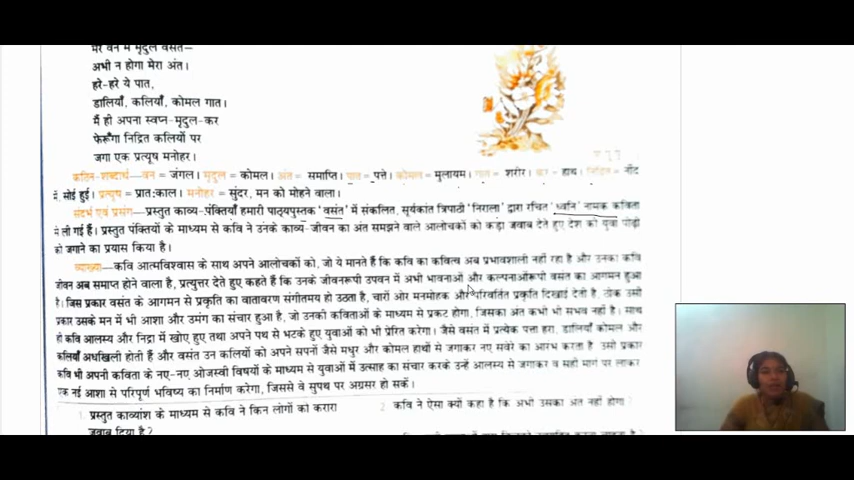 मेरे वन में मृदुल वसंत—
अभी न होगा मेरा अंत।
हरे-हरे ये पात,
डालियाँ, कलियाँ, कोमल गात।
मैं ही अपना स्वप्न-मृदुल-कर
फेरूँगा निद्रित कलियों पर
जगा एक प्रत्यूष मनोहर।
कठिन-शब्दार्थ—वन = जंगल। मृदुल = कोमल। अंत = समाप्ति। पात = पत्ते। कोमल = मुलायम। गात = शरीर। कर = हाथ। निद्रित = नींद
में सोई हुई। प्रत्यूष = प्रातःकाल। मनोहर = सुंदर, मन को मोहने वाला।
संदर्भ एवं प्रसंग— प्रस्तुत काव्य-पंक्तियाँ हमारी पाठ्यपुस्तक 'वसंत' में संकलित, सूर्यकांत त्रिपाठी 'निराला' द्वारा रचित 'ध्वनि' नामक कविता
से ली गई हैं। प्रस्तुत पंक्तियों के माध्यम से कवि ने उनके काव्य-जीवन का अंत समझने वाले आलोचकों को कड़ा जवाब देते हुए देश की युवा पीढ़ी
को जगाने का प्रयास किया है।
व्याख्या—कवि आत्मविश्वास के साथ अपने आलोचकों को, जो ये मानते हैं कि कवि का कवित्व अब प्रभावशाली नहीं रहा है और उनका कवि
जीवन अब समाप्त होने वाला है, प्रत्युत्तर देते हुए कहते हैं कि उनके जीवनरूपी उपवन में अभी भावनाओं और कल्पनाओंरूपी वसंत का आगमन हुआ
है। जिस प्रकार वसंत के आगमन से प्रकृति का वातावरण संगीतमय हो उठता है, चारों ओर मनमोहक और परिवर्तित प्रकृति दिखाई देती है, ठीक उसी
प्रकार उसके मन में भी आशा और उमंग का संचार हुआ है, जो उनकी कविताओं के माध्यम से प्रकट होगा, जिसका अंत कभी भी संभव नहीं है। साथ
ही कवि आलस्य और निद्रा में खोए हुए तथा अपने पथ से भटके हुए युवाओं को भी प्रेरित करेगा। जैसे वसंत में प्रत्येक पत्ता हरा, डालियाँ कोमल और
कलियाँ अधखिली होती हैं और वसंत उन कलियों को अपने सपनों जैसे मधुर और कोमल हाथों से जगाकर नए सवेरे का आरंभ करता है, उसी प्रकार
कवि भी अपनी कविता के नए-नए ओजस्वी विषयों के माध्यम से युवाओं में उत्साह का संचार करके उन्हें आलस्य से जगाकर व सही मार्ग पर लाकर
एक नई आशा से परिपूर्ण भविष्य का निर्माण करेगा, जिससे वे सुपथ पर अग्रसर हो सकें।
1. प्रस्तुत काव्यांश के माध्यम से कवि ने किन लोगों को करारा
जवाब दिया है?
2. कवि ने ऐसा क्यों कहा है कि अभी उसका अंत नहीं होगा?